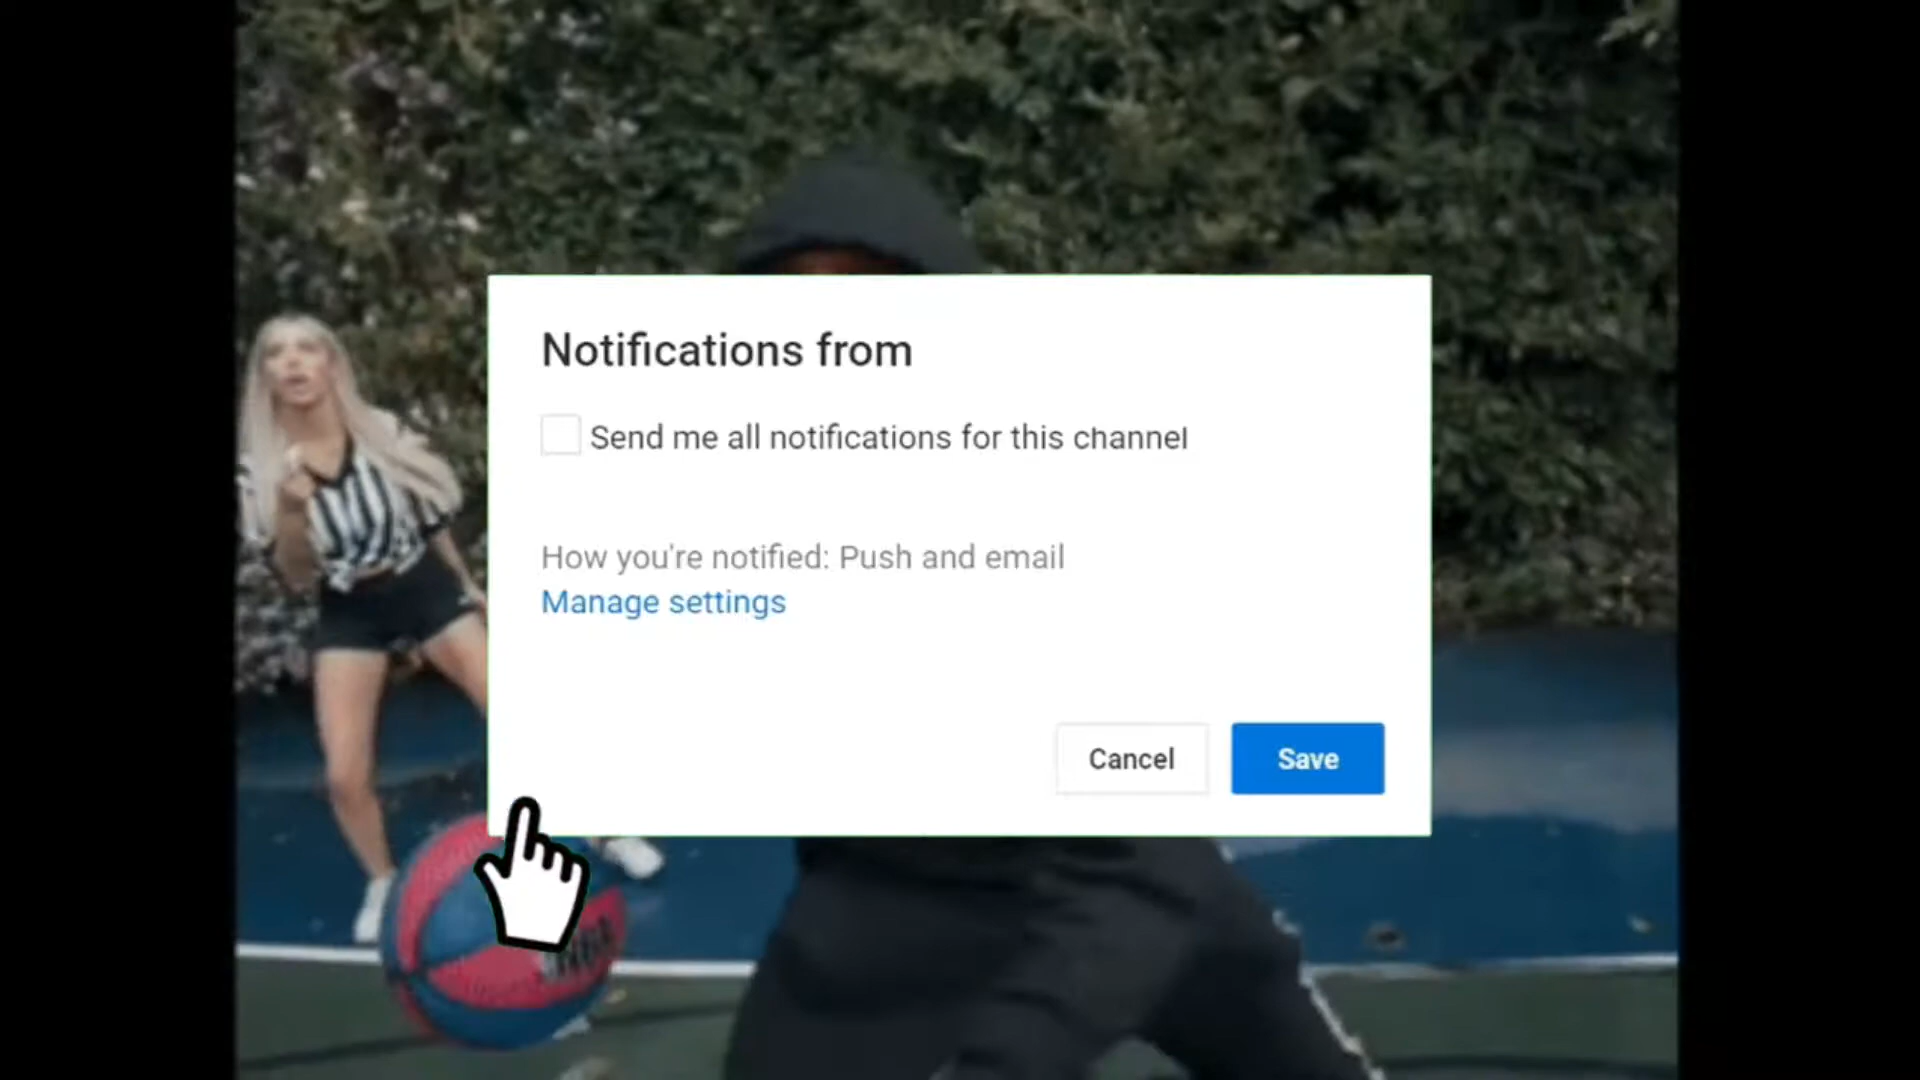 Notifications from
Send me all notifications for this channel
How you're notified: Push and email
Manage settings
Cancel
Save